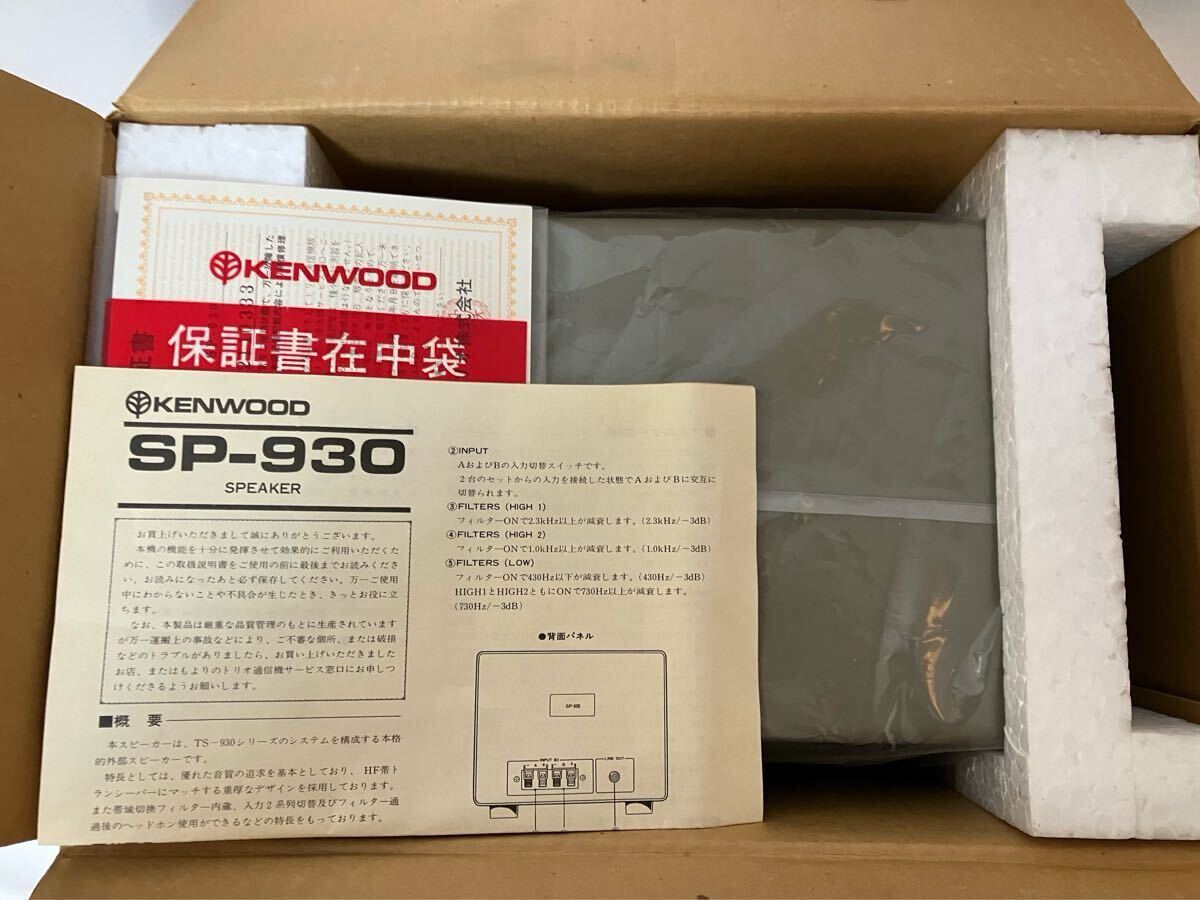 KENWOOD
保証書在中袋
株式会社
333
KENWOOD
SP-930
SPEAKER
お買上げいただきまして誠にありがとうございます。
本機の機能を十分に発揮させて効果的にご利用いただくた
めに、この取扱説明書をご使用の前に最後までお読みくださ
い。お読みになったあと必ず保存してください。万一ご使用
中にわからないことや不具合が生じたとき、きっとお役に立
ちます。
なお、本製品は厳重な品質管理のもとに生産されています
が万一運搬上の事故などにより、ご不審な個所、または破損
などのトラブルがありましたら、お買い上げいただきました
お店、またはもよりのトリオ通信機サービス窓口にお申しつ
けくださるようお願いします。
■概 要
本スピーカーは、TS-930シリーズのシステムを構成する本格
的外部スピーカーです。
特長としては、優れた音質の追求を基本としており、HF帯ト
ランシーバーにマッチする重厚なデザインを採用しております。
また帯域切換フィルター内蔵、入力2系列切替及びフィルター通
過後のヘッドホン使用ができるなどの特長をもっております。
②INPUT
AおよびBの入力切替スイッチです。
2台のセットからの入力を接続した状態でAおよびBに交互に
切替られます。
③FILTERS (HIGH 1)
フィルターONで2.3kHz以上が減衰します。(2.3kHz/-3dB)
④FILTERS (HIGH 2)
フィルターONで1.0kHz以上が減衰します。(1.0kHz/-3dB)
⑤FILTERS (LOW)
フィルターONで430Hz以下が減衰します。(430Hz/-3dB)
HIGH1とHIGH2ともにONで730Hz以上が減衰します。
(730Hz/-3dB)
●背面パネル
SP-930
LINE OUT